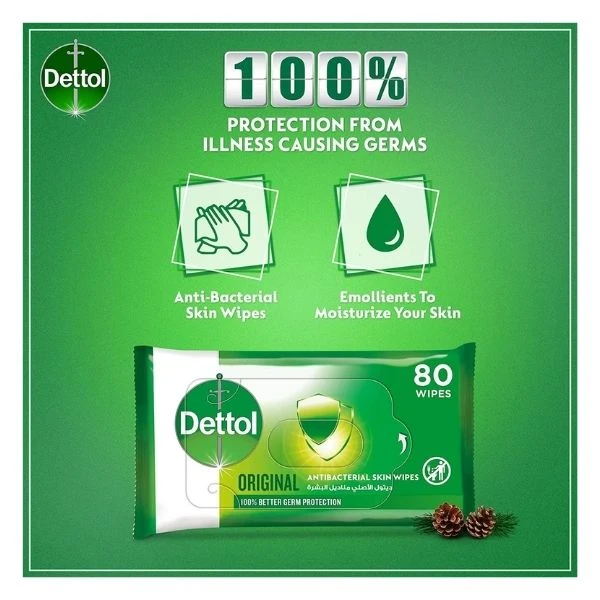 Dettol
100%
PROTECTION FROM
ILLNESS CAUSING GERMS
Anti-Bacterial
Skin Wipes
Emollients To
Moisturize Your Skin
80
WIPES
Dettol
ORIGINAL
ANTIBACTERIAL SKIN WIPES
ديتول الأصلي مناديل البشرة
100% BETTER GERM PROTECTION